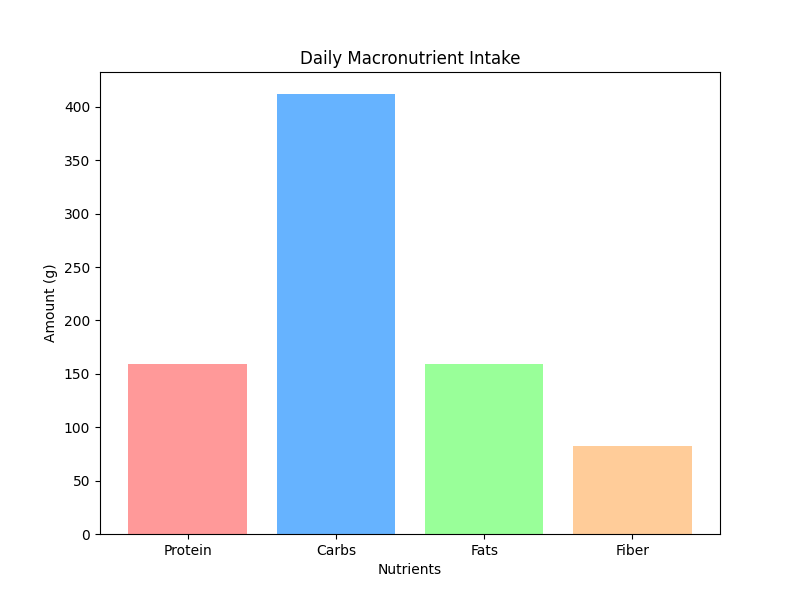 Daily Macronutrient Intake
Amount (g)
400
350
300
250
200
150
100
50
0
Protein Carbs Fats Fiber
Nutrients